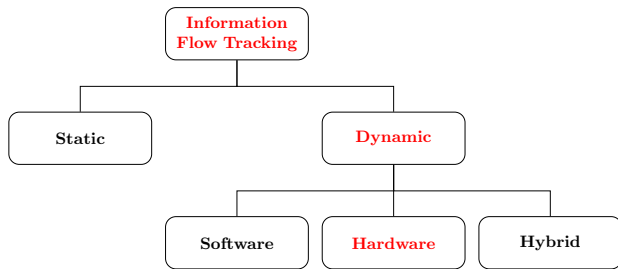 Information
Flow Tracking
Static
Dynamic
Software
Hardware
Hybrid